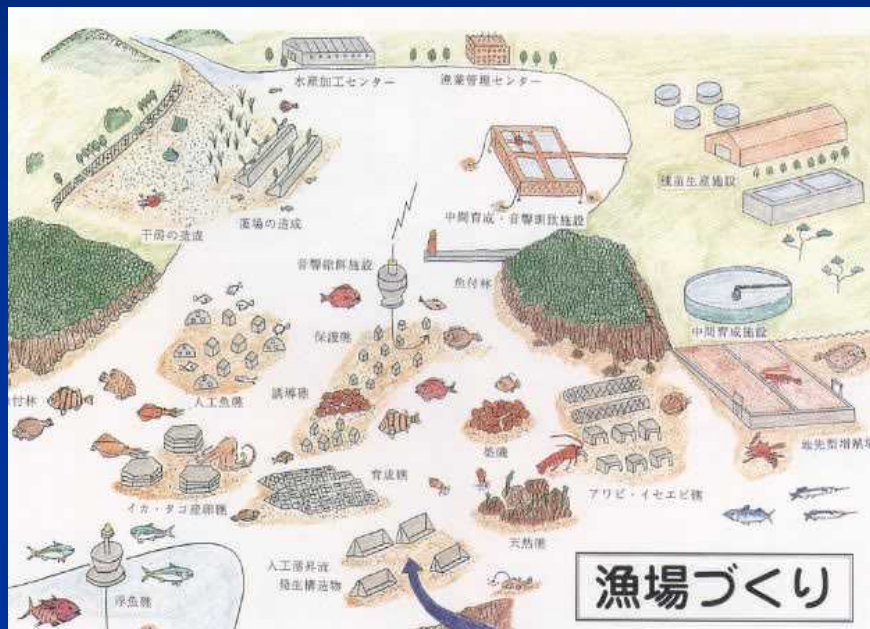 水産加工センター
漁業管理センター
種苗生産施設
干潟の造成
藻場の造成
中間育成・音響馴致施設
音響給餌施設
魚付林
中間育成施設
保護礁
付林
人工魚礁
誘導礁
築磯
地先型増殖場
イカ・タコ産卵礁
育成礁
アワビ・イセエビ礁
天然礁
人工湧昇流
発生構造物
浮魚礁
漁場づくり